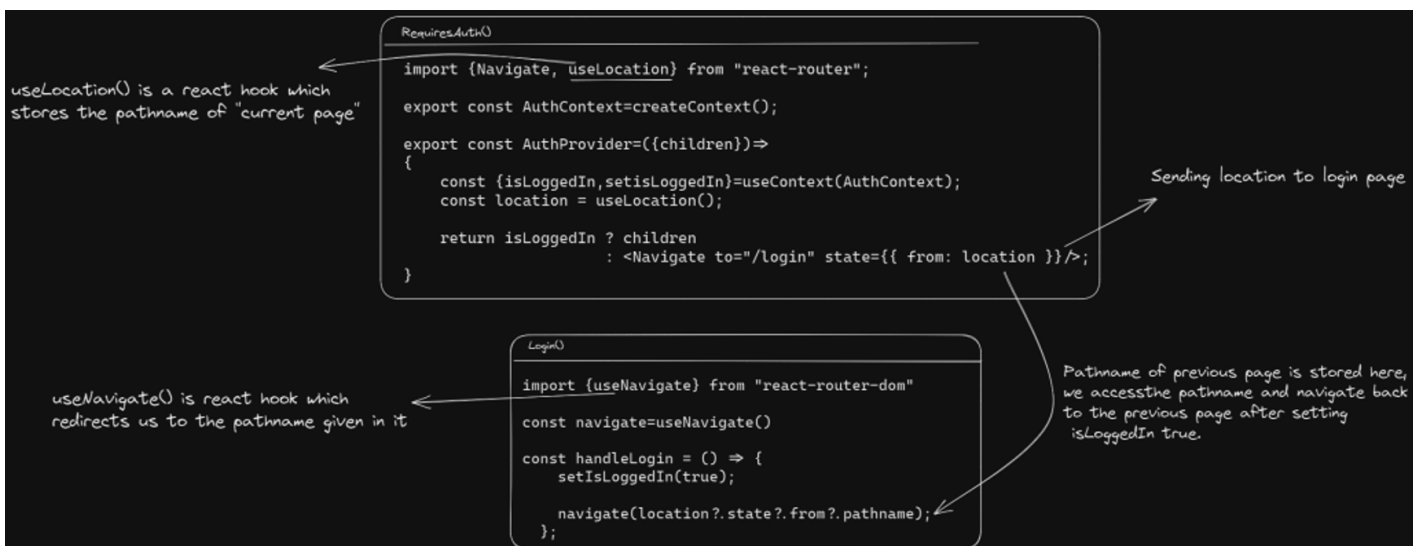 RequiresAuth()
import {Navigate, useLocation} from "react-router";
export const AuthContext=createContext();
export const AuthProvider=({children})⇒
{
const {isLoggedIn,setisLoggedIn}=useContext(AuthContext);
const location = useLocation();
return isLoggedIn ? children
: <Navigate to="/login" state={{ from: location }}/>;
}
useLocation() is a react hook which
stores the pathname of "current page"
Sending location to login page
Login()
import {useNavigate} from "react-router-dom"
const navigate=useNavigate()
const handleLogin = () ⇒ {
setIsLoggedIn(true);
navigate(location?.state?.from?.pathname);
};
useNavigate() is react hook which
redirects us to the pathname given in it
Pathname of previous page is stored here,
we accessthe pathname and navigate back
to the previous page after setting
isLoggedIn true.